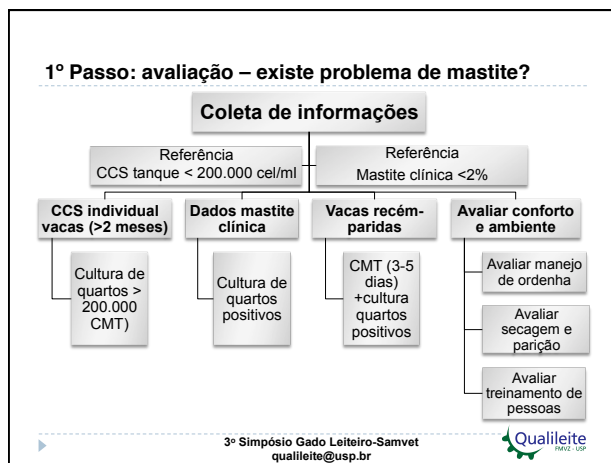 1º Passo: avaliação – existe problema de mastite?
Coleta de informações
Referência
CCS tanque < 200.000 cel/ml
Referência
Mastite clínica <2%
CCS individual
vacas (>2 meses)
Cultura de
quartos >
200.000
CMT)
Dados mastite
clínica
Cultura de
quartos
positivos
Vacas recém-
paridas
CMT (3-5
dias)
+cultura
quartos
positivos
Avaliar conforto
e ambiente
Avaliar manejo
de ordenha
Avaliar
secagem e
parição
Avaliar
treinamento de
pessoas
3º Simpósio Gado Leiteiro-Samvet
qualileite@usp.br
Qualileite
FMVZ - USP